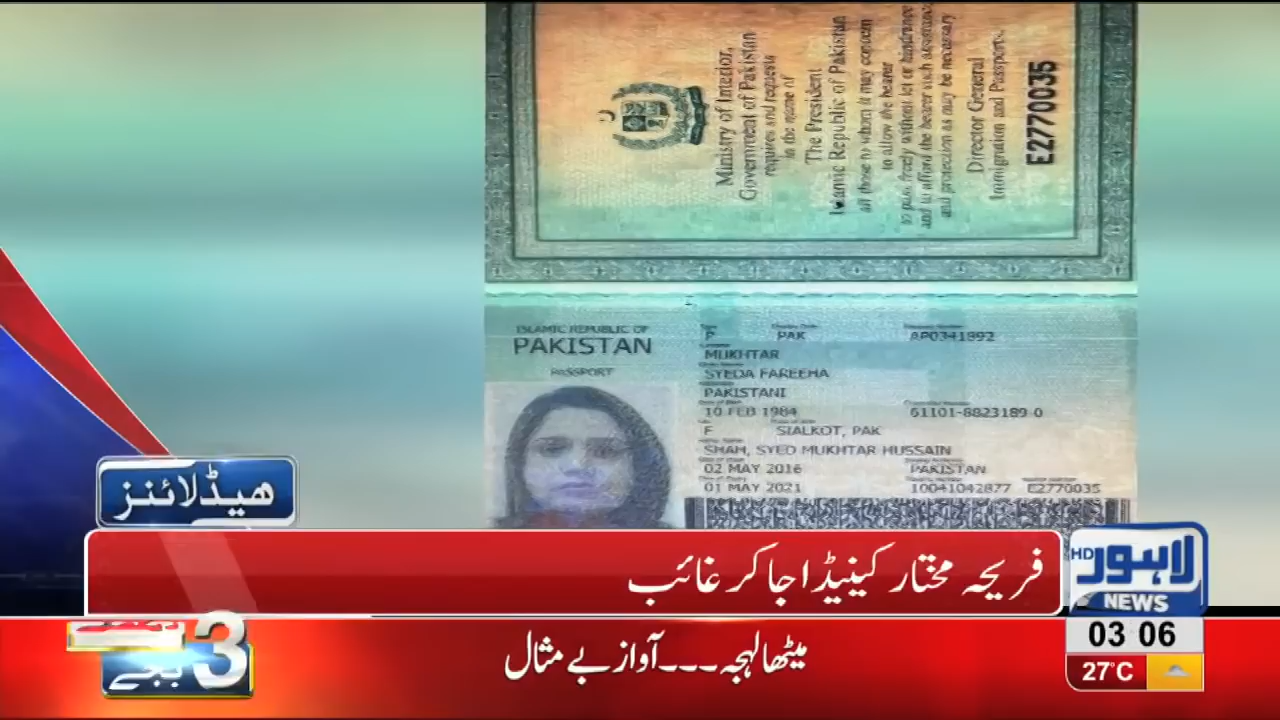 Ministry of Interior,
Government of Pakistan
requests and requires
in the name of
The President
Islamic Republic of Pakistan
all those to whom it may concern
to allow the bearer
to pass freely without let or hindrance
and to afford the bearer such assistance
and protection as may be necessary
Director General
Immigration and Passports.
E2770035
ISLAMIC REPUBLIC OF
PAKISTAN
PASSPORT
P PAK AP0341892
MUKHTAR
SYEDA FAREEHA
PAKISTANI
10 FEB 1984 61101-8823189-0
F SIALKOT, PAK
SHAH, SYED MUKHTAR HUSSAIN
02 MAY 2016 PAKISTAN
01 MAY 2021 10041042877 E2770035
ھیڈلائنز
فریحہ مختار کینیڈا جا کر غائب
HD لاہور
NEWS
03 06
27°C
3 بجے
میٹھا لہجہ ۔۔۔ آواز بے مثال